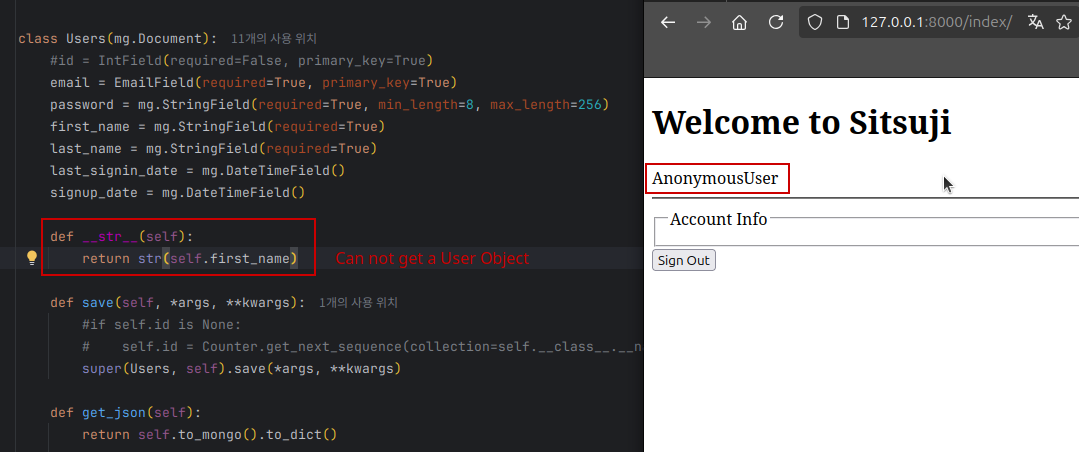 class Users(mg.Document): 11개의 사용 위치
#id = IntField(required=False, primary_key=True)
email = EmailField(required=True, primary_key=True)
password = mg.StringField(required=True, min_length=8, max_length=256)
first_name = mg.StringField(required=True)
last_name = mg.StringField(required=True)
last_signin_date = mg.DateTimeField()
signup_date = mg.DateTimeField()
def __str__(self):
return str(self.first_name)
Can not get a User Object
def save(self, *args, **kwargs): 1개의 사용 위치
#if self.id is None:
# self.id = Counter.get_next_sequence(collection=self.__class__.__n
super(Users, self).save(*args, **kwargs)
def get_json(self):
return self.to_mongo().to_dict()
127.0.0.1:8000/index/
Welcome to Sitsuji
AnonymousUser
Account Info
Sign Out